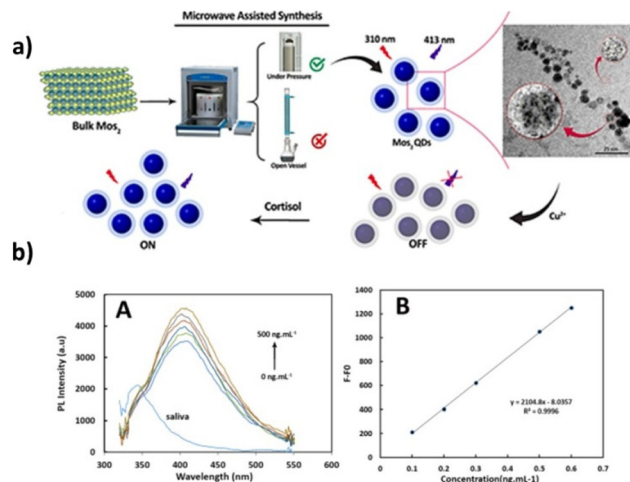 a)
Microwave Assisted Synthesis
Under Pressure
Open Vessel
Bulk Mos2
310 nm
413 nm
Mos2 QDs
25 nm
Cu2+
Cortisol
ON
OFF
b)
A
PL Intensity (a.u)
5000
4000
3000
2000
1000
0
500 ng.mL-1
0 ng.mL-1
saliva
300 350 400 450 500 550 600
Wavelength (nm)
B
F-F0
1400
1200
1000
800
600
400
200
0
y = 2104.8x - 8.0357
R² = 0.9996
0 0.1 0.2 0.3 0.4 0.5 0.6 0.7
Concentration(ng.mL-1)